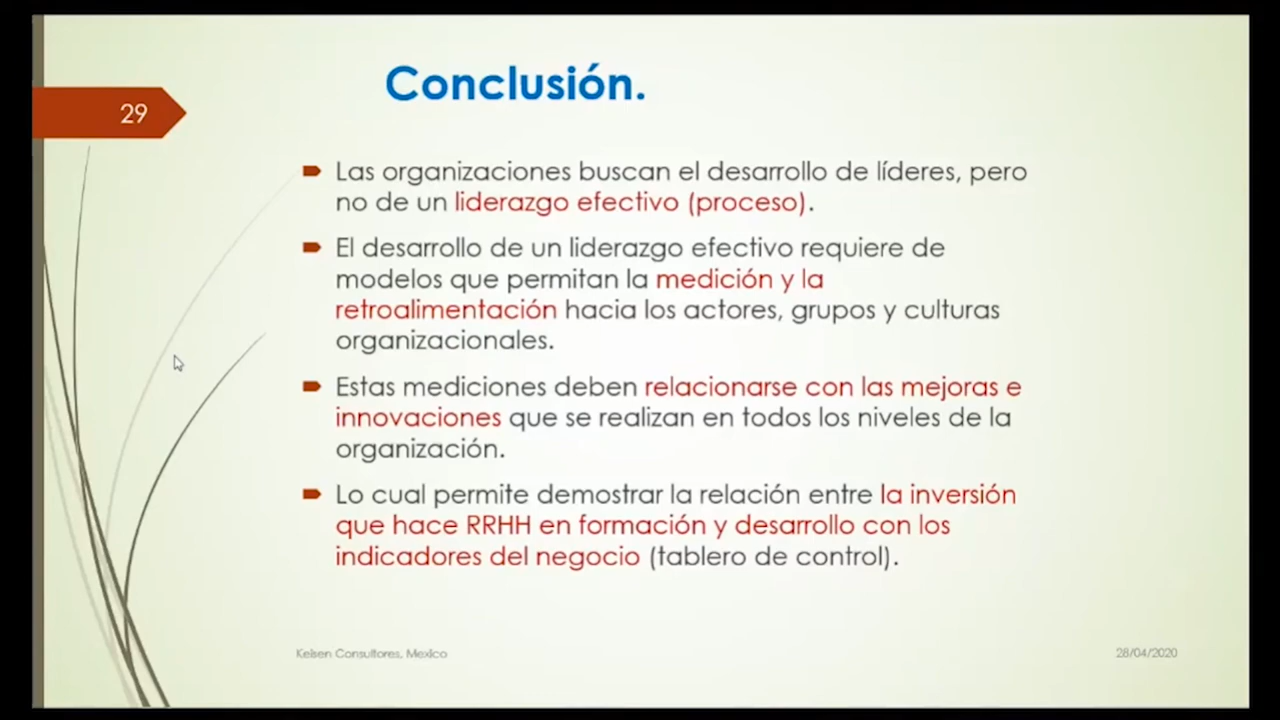 Conclusión.
29
Las organizaciones buscan el desarrollo de líderes, pero
no de un liderazgo efectivo (proceso).
El desarrollo de un liderazgo efectivo requiere de
modelos que permitan la medición y la
retroalimentación hacia los actores, grupos y culturas
organizacionales.
Estas mediciones deben relacionarse con las mejoras e
innovaciones que se realizan en todos los niveles de la
organización.
Lo cual permite demostrar la relación entre la inversión
que hace RRHH en formación y desarrollo con los
indicadores del negocio (tablero de control).
Kelsen Consultores, Mexico
28/04/2020